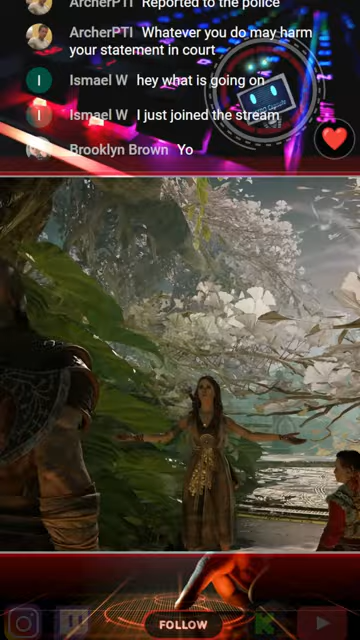 ArcherPTI Reported to the police
ArcherPTI Whatever you do may harm
your statement in court
I Ismael W hey what is going on
I Ismael W I just joined the stream
Brooklyn Brown Yo
FOLLOW